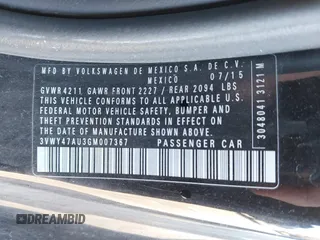 MFD BY VOLKSWAGEN DE MEXICO S.A. DE C.V.
MEXICO 07/15
GVWR 4211 GAWR FRONT 2227 / REAR 2094 LBS
THIS VEHICLE CONFORMS TO ALL APPLICABLE U.S.
FEDERAL MOTOR VEHICLE SAFETY, BUMPER AND
THEFT PREVENTION STANDARDS IN EFFECT ON THE
DATE OF MANUFACTURE SHOWN ABOVE.
3VWY47AU3GM007367 PASSENGER CAR
3048041 3121 M
DREAMBID